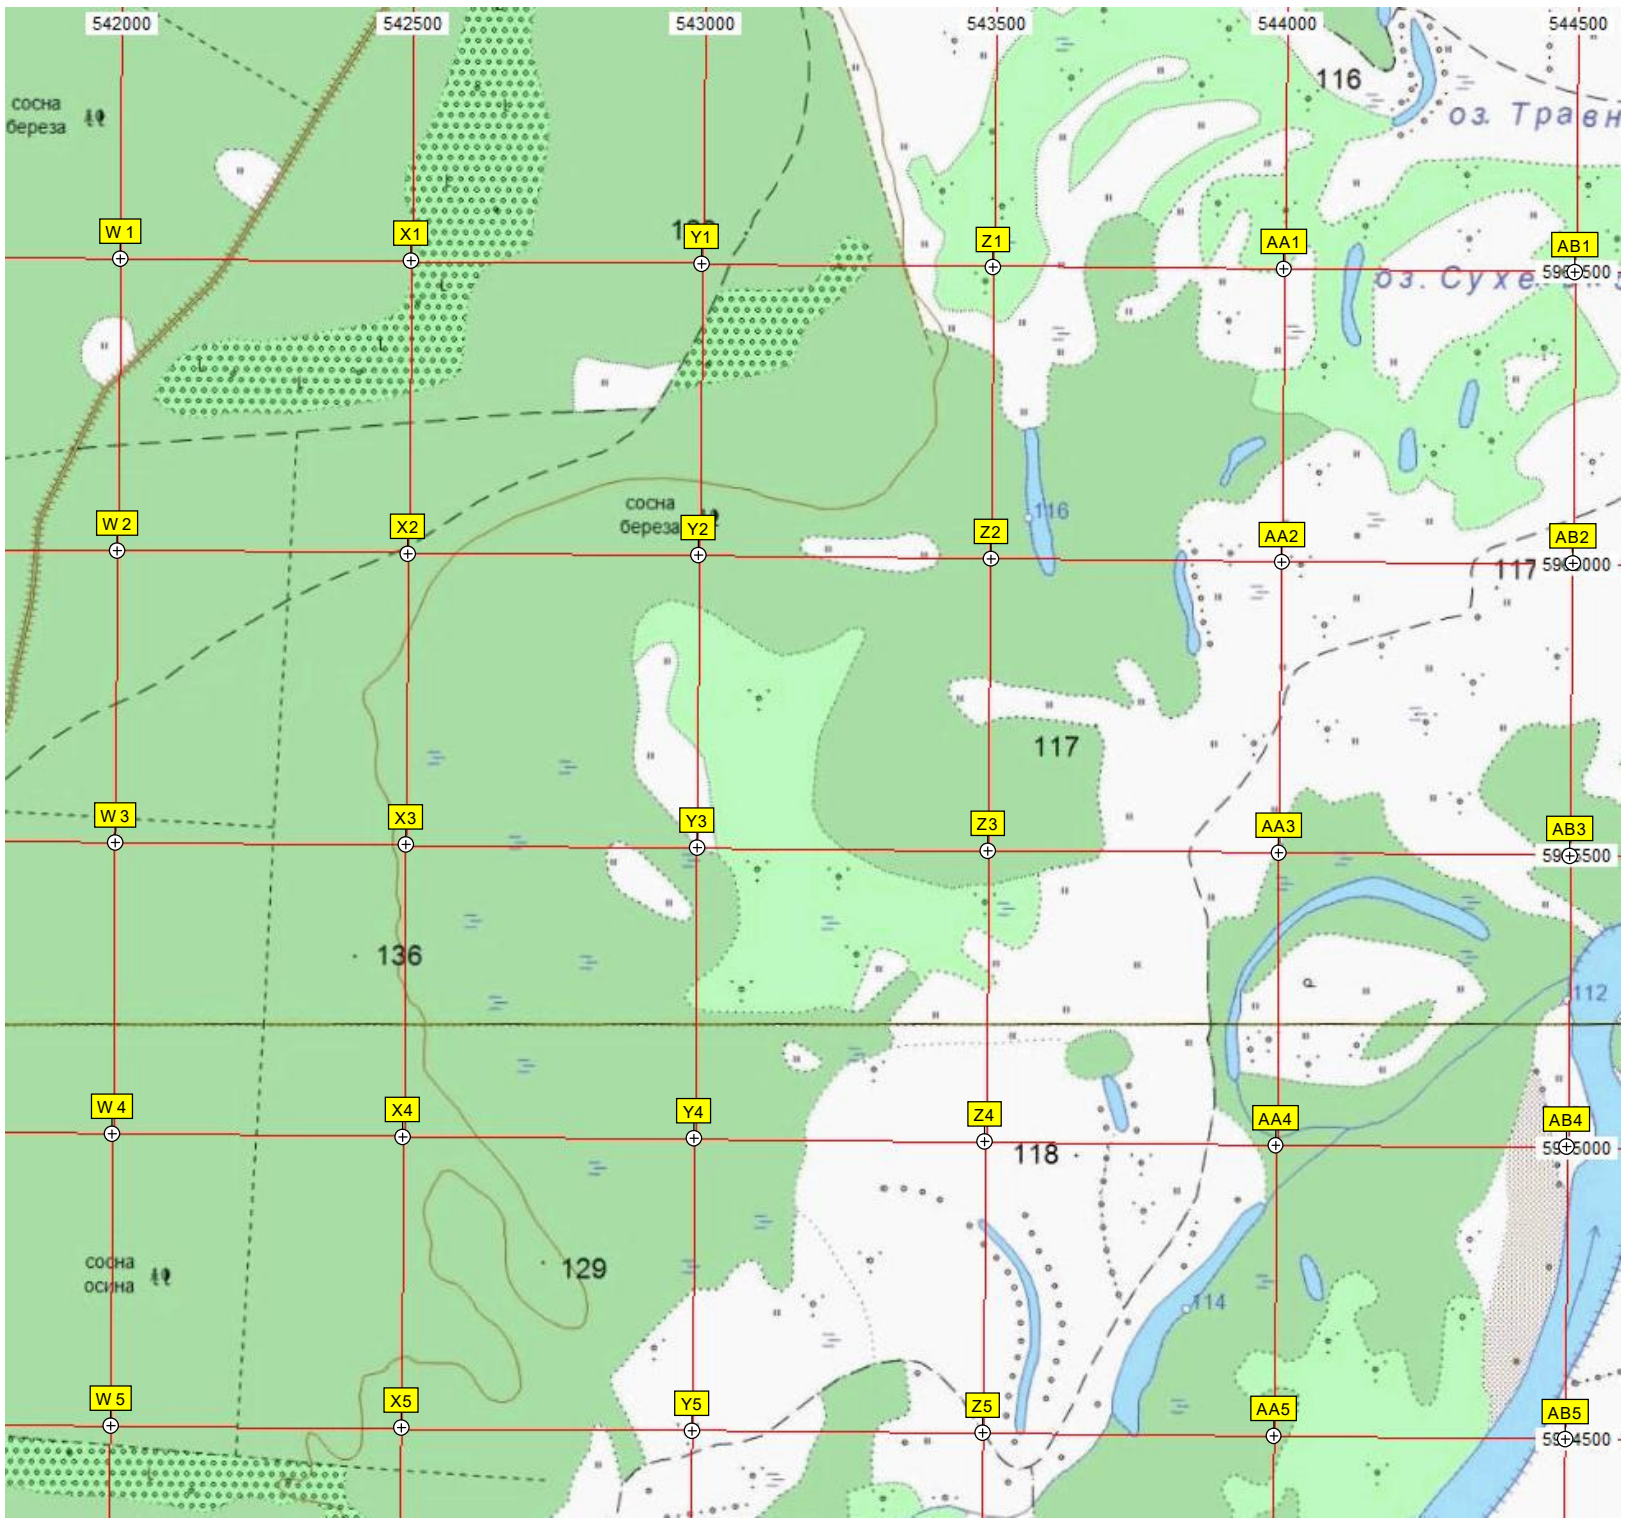 542000 542500 543000 543500 544000 544500
116
сосна
береза
оз. Травн
W 1 X1 Y1 Z1 AA1 AB1
оз. Сухе
116
сосна
береза
W 2 X2 Y2 Z2 AA2 AB2
117
117
W 3 X3 Y3 Z3 AA3 AB3
136
112
W 4 X4 Y4 Z4 AA4 AB4
118
129
сосна
осина
114
W 5 X5 Y5 Z5 AA5 AB5